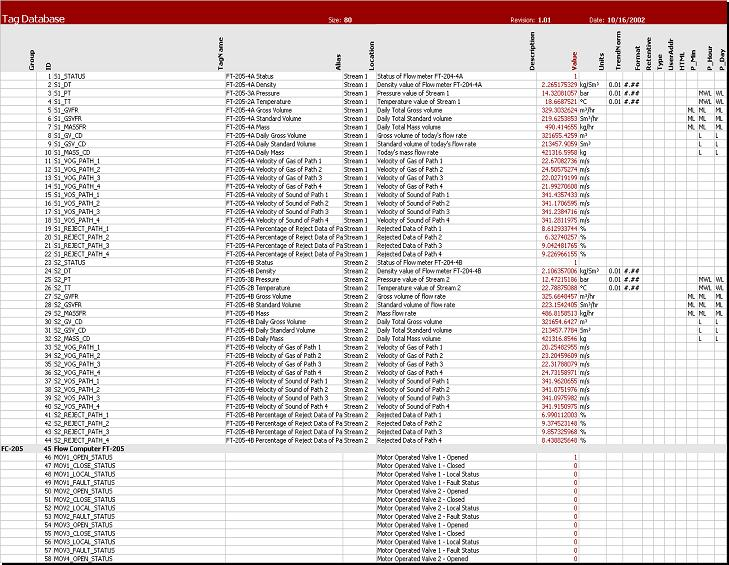 Tag Database Size: 80 Revision: 1.01 Date: 10/16/2002
Group ID TagName Alias Location Description Value Units TrendNorm Format Retentive Type UserAddr HTML P_Min P_Hour P_Day
1 S1_STATUS FT-205-4A Status Stream 1 Status of Flow meter FT-204-4A 1
2 S1_DT FT-205-4A Density Stream 1 Density value of Flow meter FT-204-4A 2.265175329 kg/Sm³ 0.01 #.##
3 S1_PT FT-205-3A Pressure Stream 1 Pressure value of Stream 1 14.32081057 bar 0.01 #.## MWL WL
4 S1_TT FT-205-2A Temperature Stream 1 Temperature value of Stream 1 18.6687521 °C 0.01 #.## MWL WL
5 S1_GVFR FT-205-4A Gross Volume Stream 1 Daily Total Gross volume 329.3032624 m³/hr ML ML ML
6 S1_GSVFR FT-205-4A Standard Volume Stream 1 Daily Total Standard volume 219.6253853 Sm³/hr ML ML ML
7 S1_MASSFR FT-205-4A Mass Stream 1 Daily Total Mass volume 490.414655 kg/hr ML ML ML
8 S1_GV_CD FT-205-4A Daily Gross Volume Stream 1 Gross volume of today's flow rate 321655.4259 m³ L L
9 S1_GSV_CD FT-205-4A Daily Standard Volume Stream 1 Standard volume of today's flow rate 213457.9059 Sm³ L L
10 S1_MASS_CD FT-205-4A Daily Mass Stream 1 Today's mass flow rate 421316.5958 kg L L
11 S1_VOG_PATH_1 FT-205-4A Velocity of Gas of Path 1 Stream 1 Velocity of Gas of Path 1 22.67082736 m/s
12 S1_VOG_PATH_2 FT-205-4A Velocity of Gas of Path 2 Stream 1 Velocity of Gas of Path 2 24.50575274 m/s
13 S1_VOG_PATH_3 FT-205-4A Velocity of Gas of Path 3 Stream 1 Velocity of Gas of Path 3 22.02719199 m/s
14 S1_VOG_PATH_4 FT-205-4A Velocity of Gas of Path 4 Stream 1 Velocity of Gas of Path 4 21.99270608 m/s
15 S1_VOS_PATH_1 FT-205-4A Velocity of Sound of Path 1 Stream 1 Velocity of Sound of Path 1 341.4357433 m/s
16 S1_VOS_PATH_2 FT-205-4A Velocity of Sound of Path 2 Stream 1 Velocity of Sound of Path 2 341.1706595 m/s
17 S1_VOS_PATH_3 FT-205-4A Velocity of Sound of Path 3 Stream 1 Velocity of Sound of Path 3 341.2384716 m/s
18 S1_VOS_PATH_4 FT-205-4A Velocity of Sound of Path 4 Stream 1 Velocity of Sound of Path 4 341.2811975 m/s
19 S1_REJECT_PATH_1 FT-205-4A Percentage of Reject Data of Pa Stream 1 Rejected Data of Path 1 8.612933744 %
20 S1_REJECT_PATH_2 FT-205-4A Percentage of Reject Data of Pa Stream 1 Rejected Data of Path 2 6.32740257 %
21 S1_REJECT_PATH_3 FT-205-4A Percentage of Reject Data of Pa Stream 1 Rejected Data of Path 3 9.042481765 %
22 S1_REJECT_PATH_4 FT-205-4A Percentage of Reject Data of Pa Stream 1 Rejected Data of Path 4 9.226966155 %
23 S2_STATUS FT-205-4B Status Stream 2 Status of Flow meter FT-204-4B 1
24 S2_DT FT-205-4B Density Stream 2 Density value of Flow meter FT-204-4B 2.106357006 kg/Sm³ 0.01 #.##
25 S2_PT FT-205-3B Pressure Stream 2 Pressure value of Stream 2 12.47215186 bar 0.01 #.## MWL WL
26 S2_TT FT-205-2B Temperature Stream 2 Temperature value of Stream 2 22.78875088 °C 0.01 #.## MWL WL
27 S2_GVFR FT-205-4B Gross Volume Stream 2 Gross volume of flow rate 325.6640457 m³/hr ML ML ML
28 S2_GSVFR FT-205-4B Standard Volume Stream 2 Standard volume of flow rate 223.1542405 Sm³/hr ML ML ML
29 S2_MASSFR FT-205-4B Mass Stream 2 Mass flow rate 486.8158513 kg/hr ML ML ML
30 S2_GV_CD FT-205-4B Daily Gross Volume Stream 2 Daily Total Gross volume 321654.6427 m³ L L
31 S2_GSV_CD FT-205-4B Daily Standard Volume Stream 2 Daily Total Standard volume 213457.7784 Sm³ L L
32 S2_MASS_CD FT-205-4B Daily Mass Stream 2 Daily Total Mass volume 421316.8546 kg L L
33 S2_VOG_PATH_1 FT-205-4B Velocity of Gas of Path 1 Stream 2 Velocity of Gas of Path 1 20.25482955 m/s
34 S2_VOG_PATH_2 FT-205-4B Velocity of Gas of Path 2 Stream 2 Velocity of Gas of Path 2 23.20459609 m/s
35 S2_VOG_PATH_3 FT-205-4B Velocity of Gas of Path 3 Stream 2 Velocity of Gas of Path 3 22.31788079 m/s
36 S2_VOG_PATH_4 FT-205-4B Velocity of Gas of Path 4 Stream 2 Velocity of Gas of Path 4 24.73158971 m/s
37 S2_VOS_PATH_1 FT-205-4B Velocity of Sound of Path 1 Stream 2 Velocity of Sound of Path 1 341.9620655 m/s
38 S2_VOS_PATH_2 FT-205-4B Velocity of Sound of Path 2 Stream 2 Velocity of Sound of Path 2 341.0751976 m/s
39 S2_VOS_PATH_3 FT-205-4B Velocity of Sound of Path 3 Stream 2 Velocity of Sound of Path 3 341.0975982 m/s
40 S2_VOS_PATH_4 FT-205-4B Velocity of Sound of Path 4 Stream 2 Velocity of Sound of Path 4 341.9150975 m/s
41 S2_REJECT_PATH_1 FT-205-4B Percentage of Reject Data of Pa Stream 2 Rejected Data of Path 1 6.990112003 %
42 S2_REJECT_PATH_2 FT-205-4B Percentage of Reject Data of Pa Stream 2 Rejected Data of Path 2 9.374523148 %
43 S2_REJECT_PATH_3 FT-205-4B Percentage of Reject Data of Pa Stream 2 Rejected Data of Path 3 9.857325968 %
44 S2_REJECT_PATH_4 FT-205-4B Percentage of Reject Data of Pa Stream 2 Rejected Data of Path 4 8.438825648 %
FC-205 45 Flow Computer FT-205
46 MOV1_OPEN_STATUS Motor Operated Valve 1 - Opened 1
47 MOV1_CLOSE_STATUS Motor Operated Valve 1 - Closed 0
48 MOV1_LOCAL_STATUS Motor Operated Valve 1 - Local Status 0
49 MOV1_FAULT_STATUS Motor Operated Valve 1 - Fault Status 0
50 MOV2_OPEN_STATUS Motor Operated Valve 2 - Opened 0
51 MOV2_CLOSE_STATUS Motor Operated Valve 2 - Closed 0
52 MOV2_LOCAL_STATUS Motor Operated Valve 2 - Local Status 0
53 MOV2_FAULT_STATUS Motor Operated Valve 2 - Fault Status 0
54 MOV3_OPEN_STATUS Motor Operated Valve 1 - Opened 0
55 MOV3_CLOSE_STATUS Motor Operated Valve 1 - Closed 0
56 MOV3_LOCAL_STATUS Motor Operated Valve 1 - Local Status 0
57 MOV3_FAULT_STATUS Motor Operated Valve 1 - Fault Status 0
58 MOV4_OPEN_STATUS Motor Operated Valve 2 - Opened 0